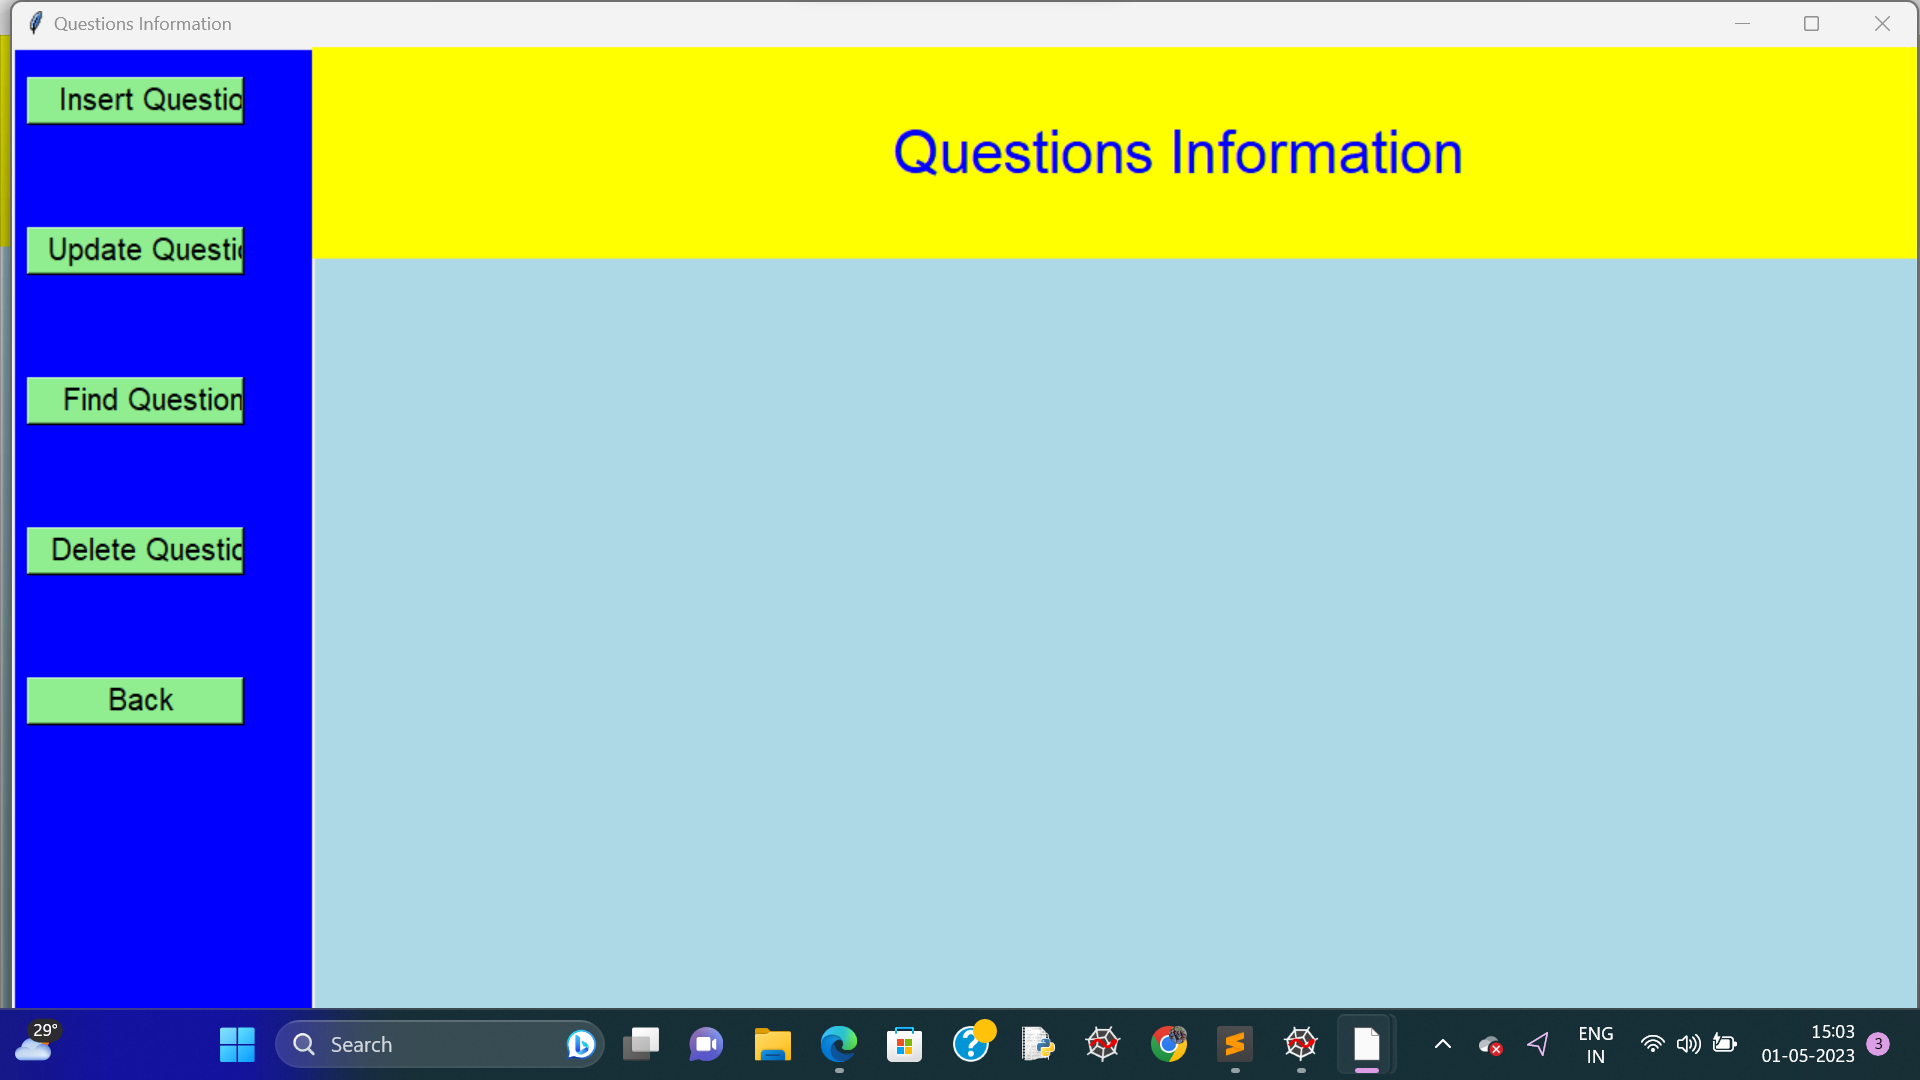 Questions Information
Insert Questio
Questions Information
Update Questi
Find Question
Delete Questio
Back
29°
Search
ENG
IN
15:03
01-05-2023
3